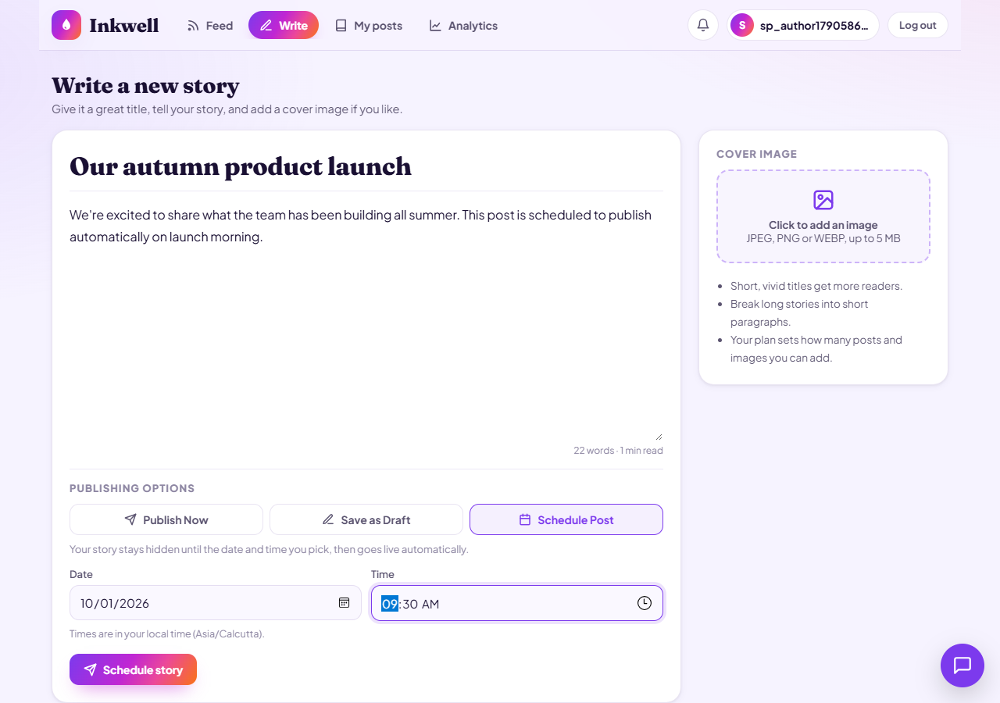 Inkwell
Feed
Write
My posts
Analytics
S
sp_author1790586...
Log out
Write a new story
Give it a great title, tell your story, and add a cover image if you like.
Our autumn product launch
We're excited to share what the team has been building all summer. This post is scheduled to publish
automatically on launch morning.
22 words · 1 min read
PUBLISHING OPTIONS
Publish Now
Save as Draft
Schedule Post
Your story stays hidden until the date and time you pick, then goes live automatically.
Date
Time
10/01/2026
09:30 AM
Times are in your local time (Asia/Calcutta).
Schedule story
COVER IMAGE
Click to add an image
JPEG, PNG or WEBP, up to 5 MB
• Short, vivid titles get more readers.
• Break long stories into short
paragraphs.
• Your plan sets how many posts and
images you can add.